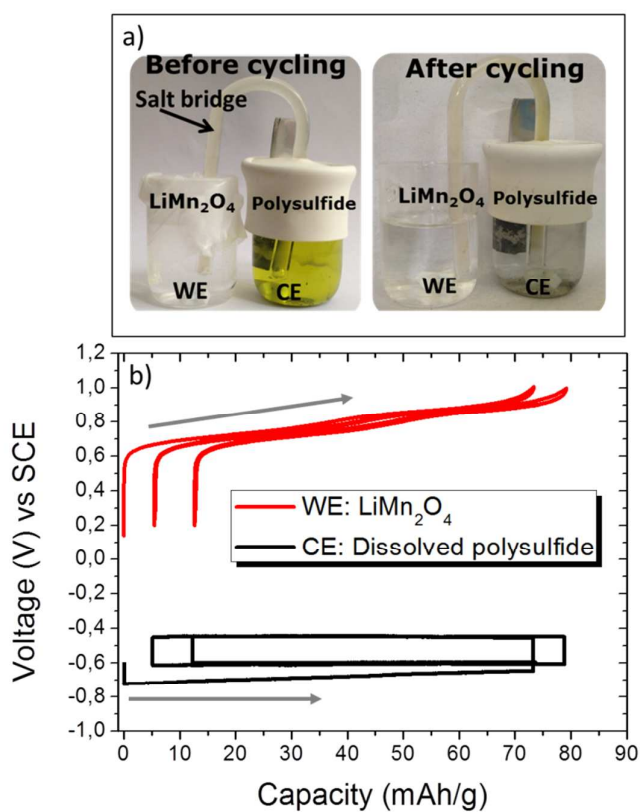 a)
Before cycling
After cycling
Salt bridge
LiMn₂O₄
Polysulfide
LiMn₂O₄
Polysulfide
WE
CE
WE
CE
b)
Voltage (V) vs SCE
1,2
1,0
0,8
0,6
0,4
0,2
0,0
-0,2
-0,4
-0,6
-0,8
-1,0
WE: LiMn₂O₄
CE: Dissolved polysulfide
0 10 20 30 40 50 60 70 80 90
Capacity (mAh/g)